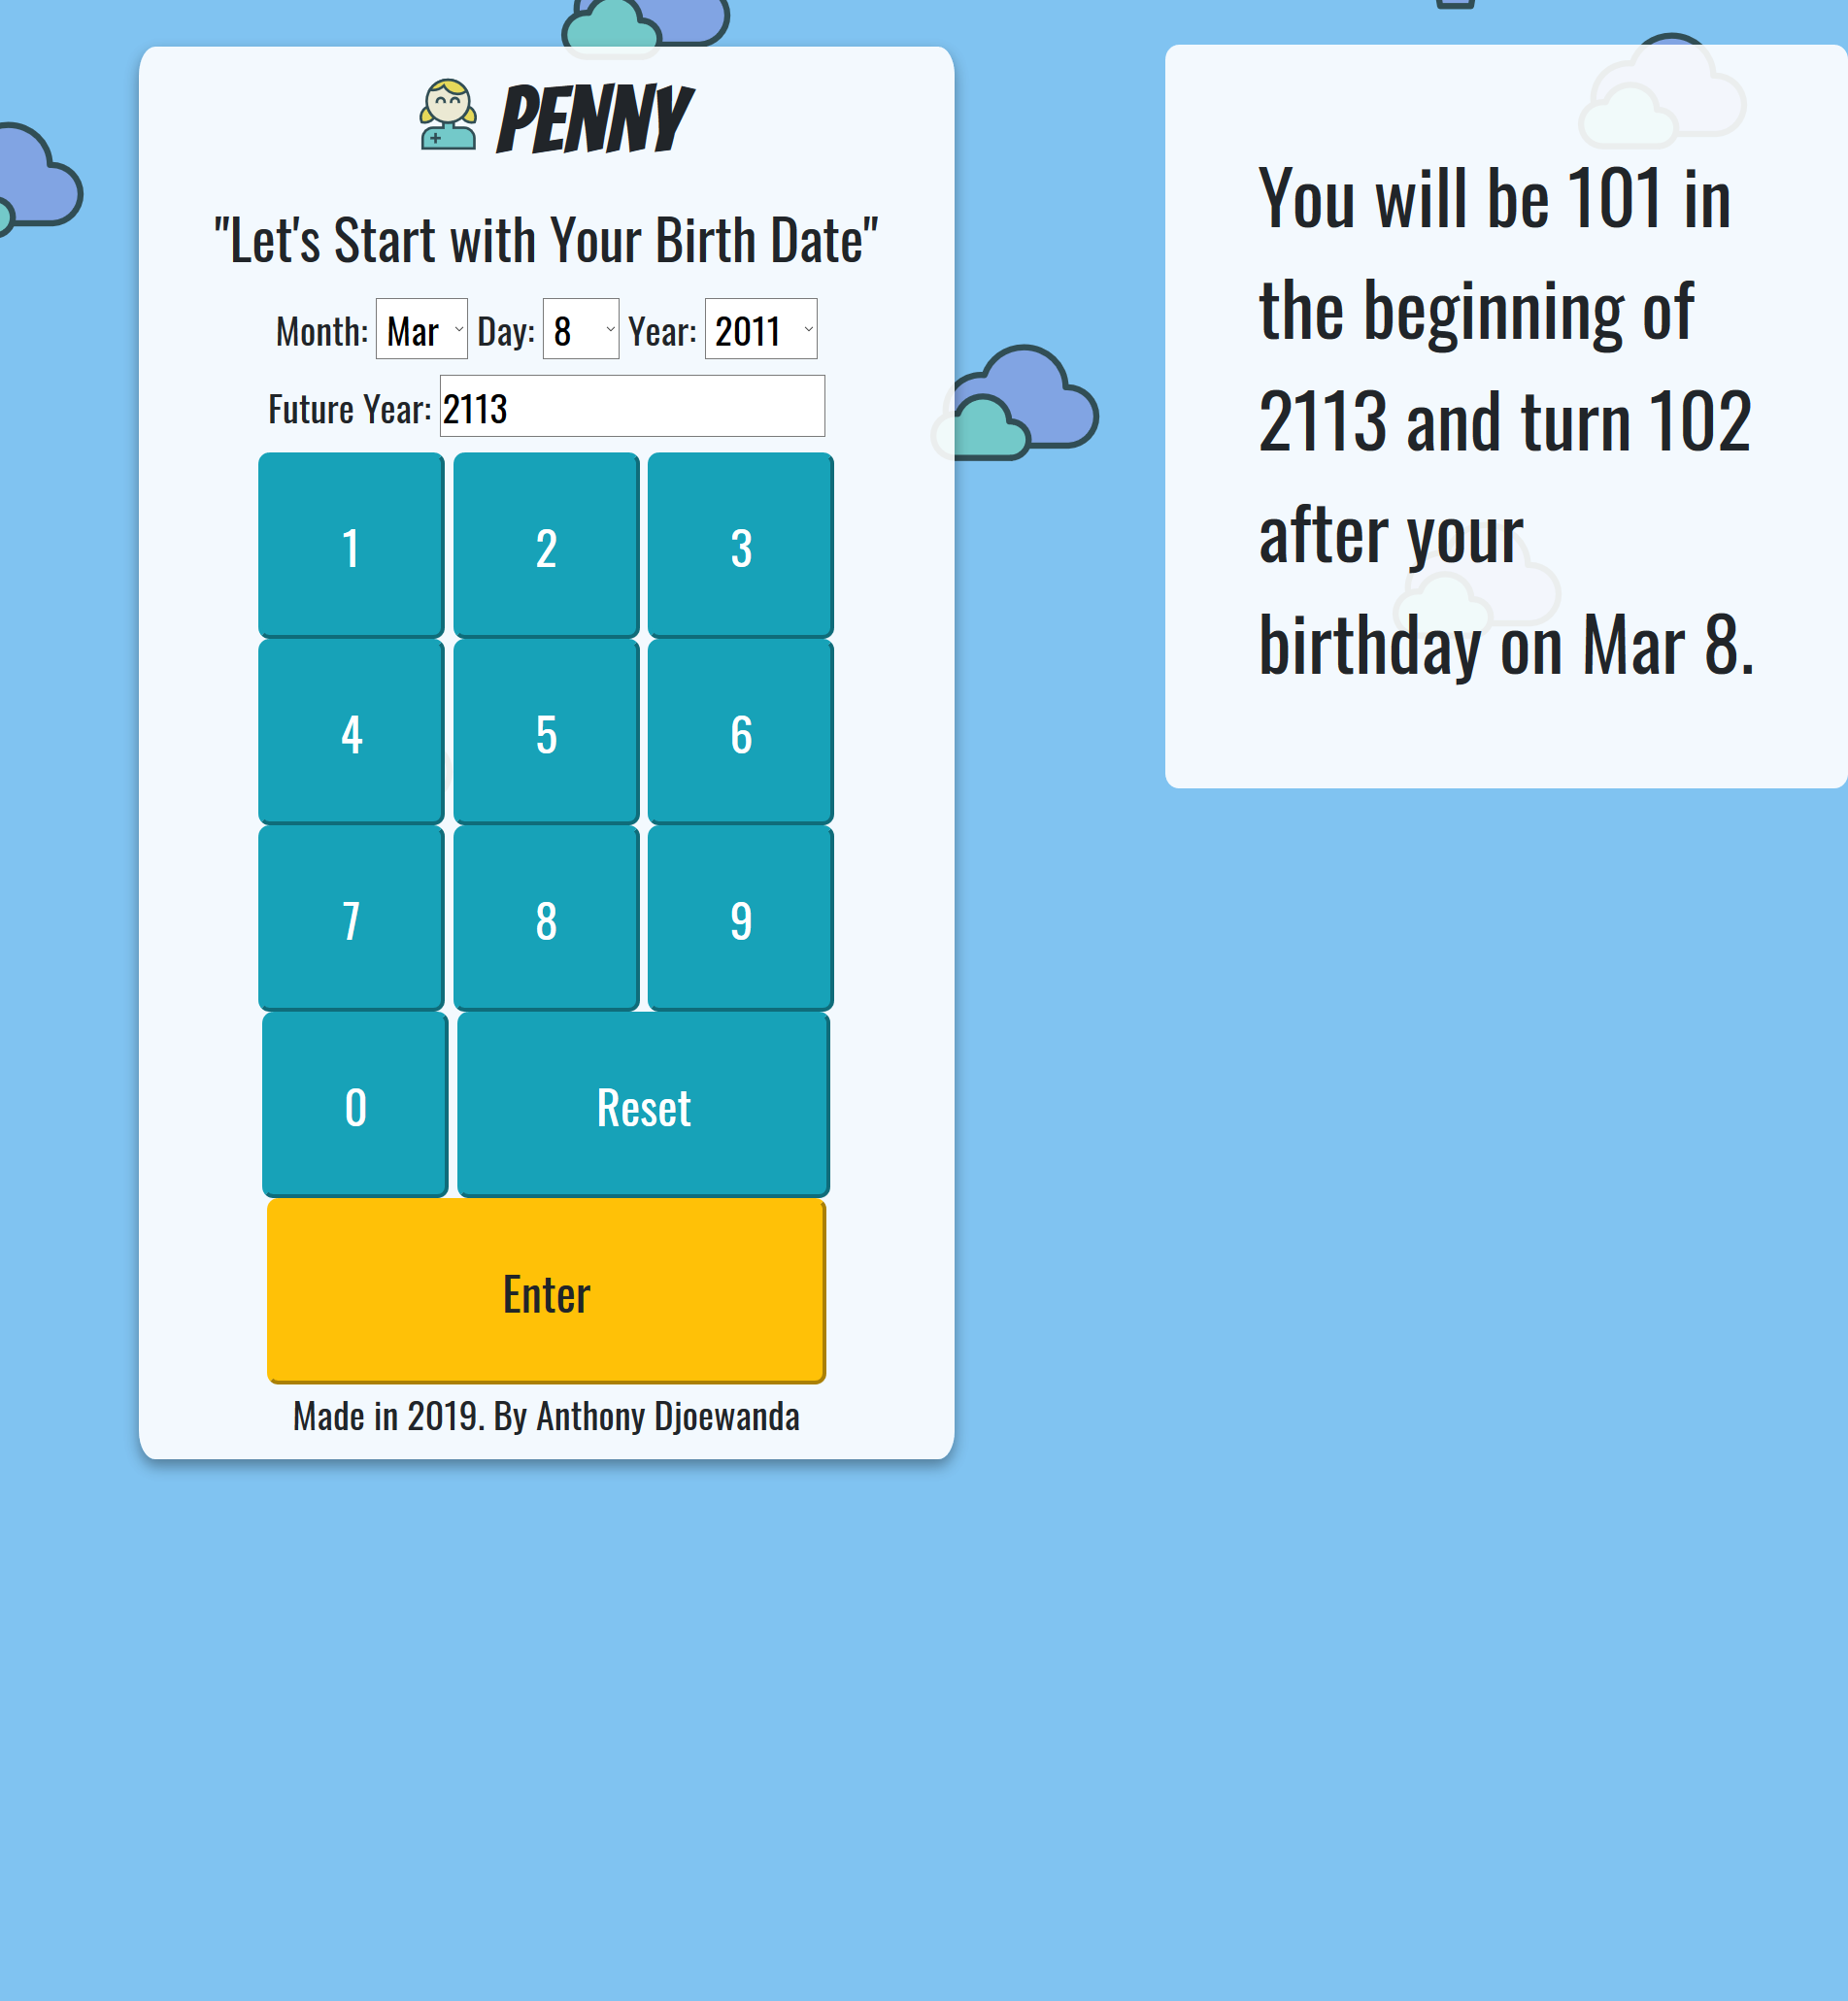 PENNY
"Let's Start with Your Birth Date"
Month: Mar Day: 8 Year: 2011
Future Year: 2113
1 2 3
4 5 6
7 8 9
0 Reset
Enter
Made in 2019. By Anthony Djoewanda
You will be 101 in
the beginning of
2113 and turn 102
after your
birthday on Mar 8.